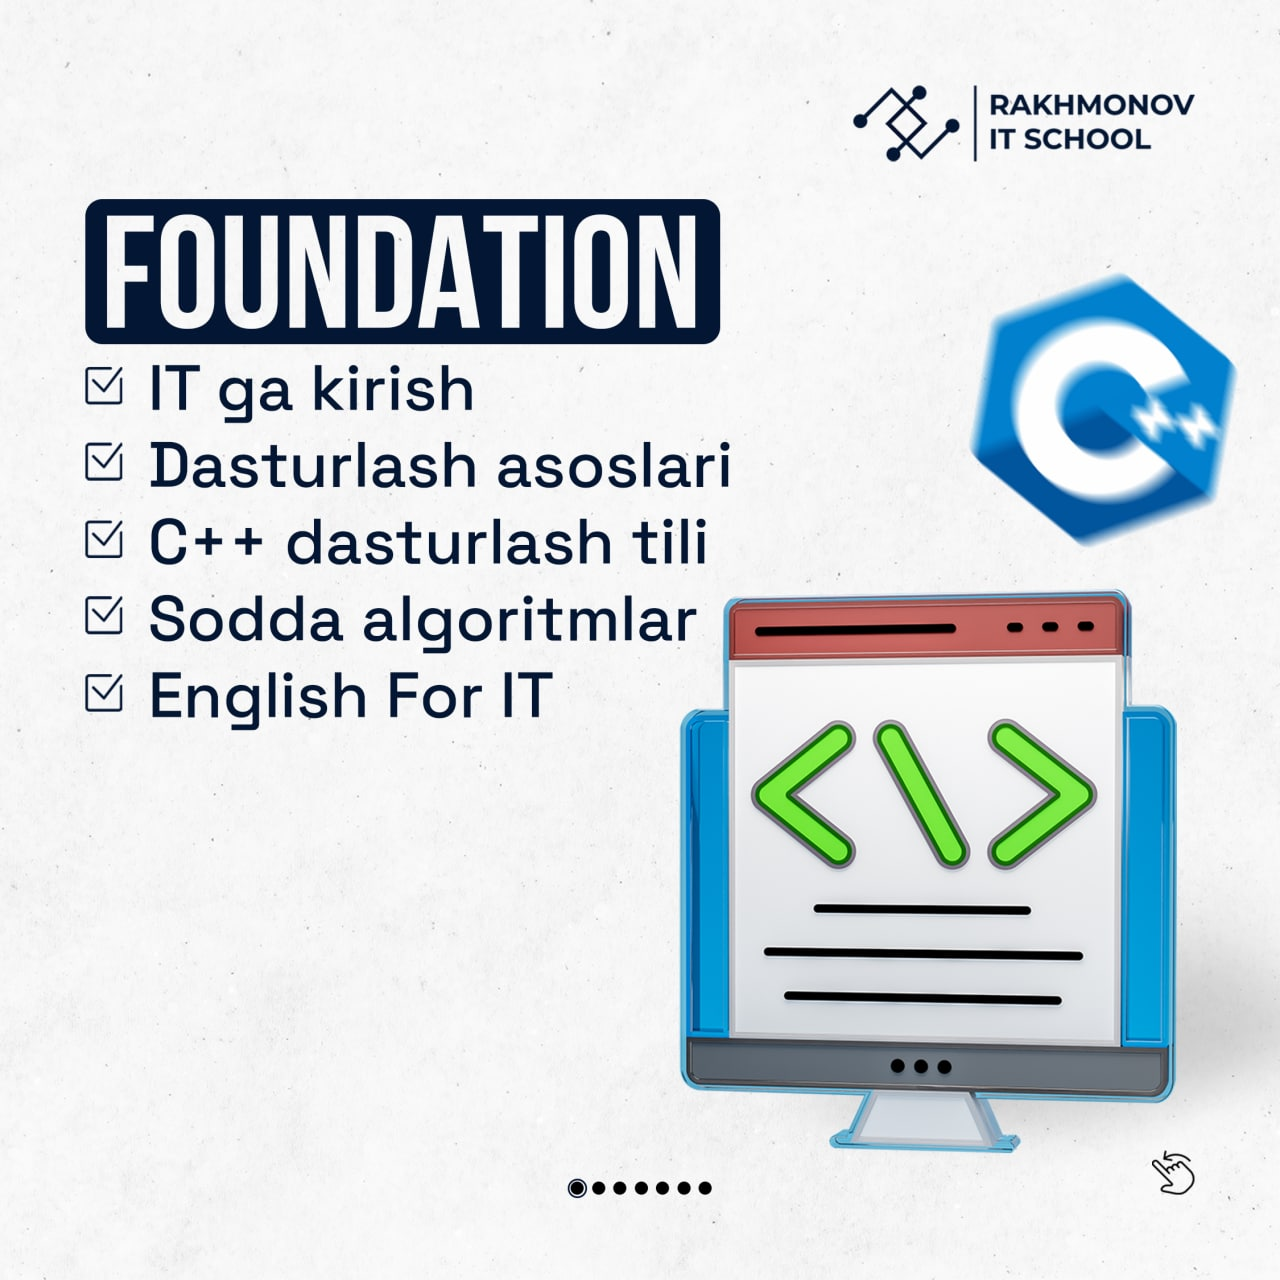 RAKHMONOV
IT SCHOOL
FOUNDATION
IT ga kirish
Dasturlash asoslari
C++ dasturlash tili
Sodda algoritmlar
English For IT
C++
<\>